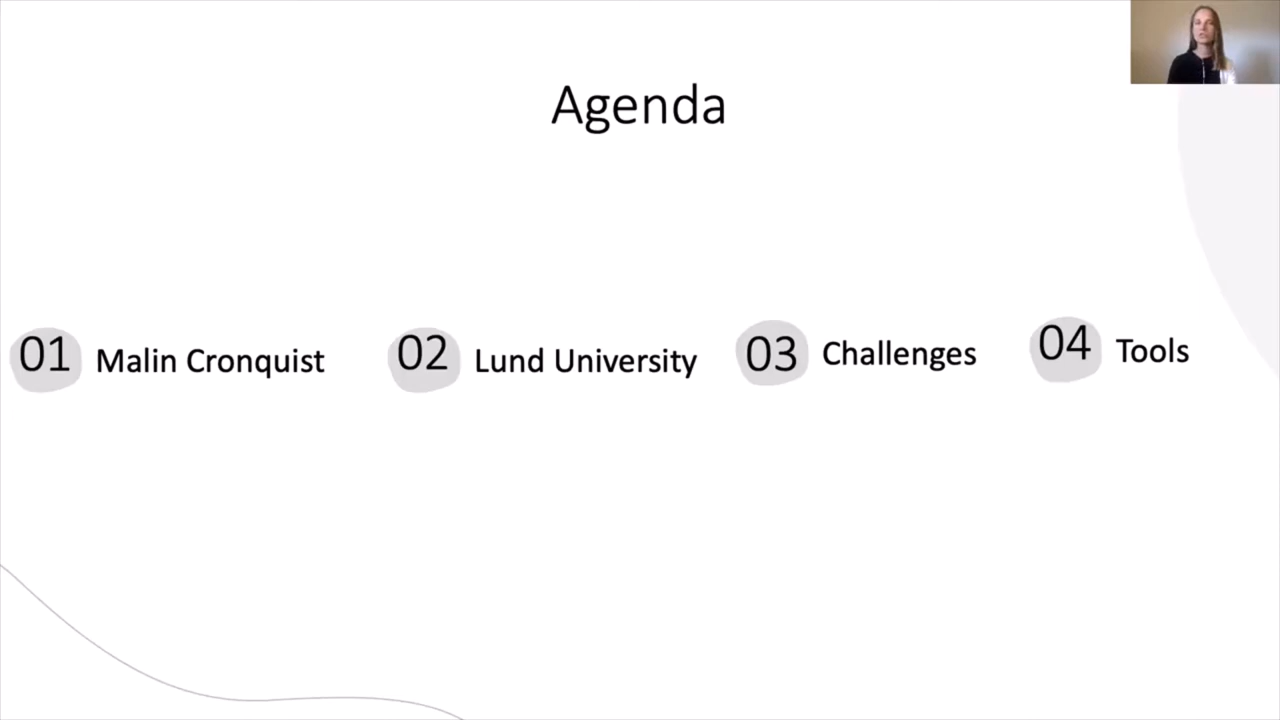 Agenda
01 Malin Cronquist
02 Lund University
03 Challenges
04 Tools